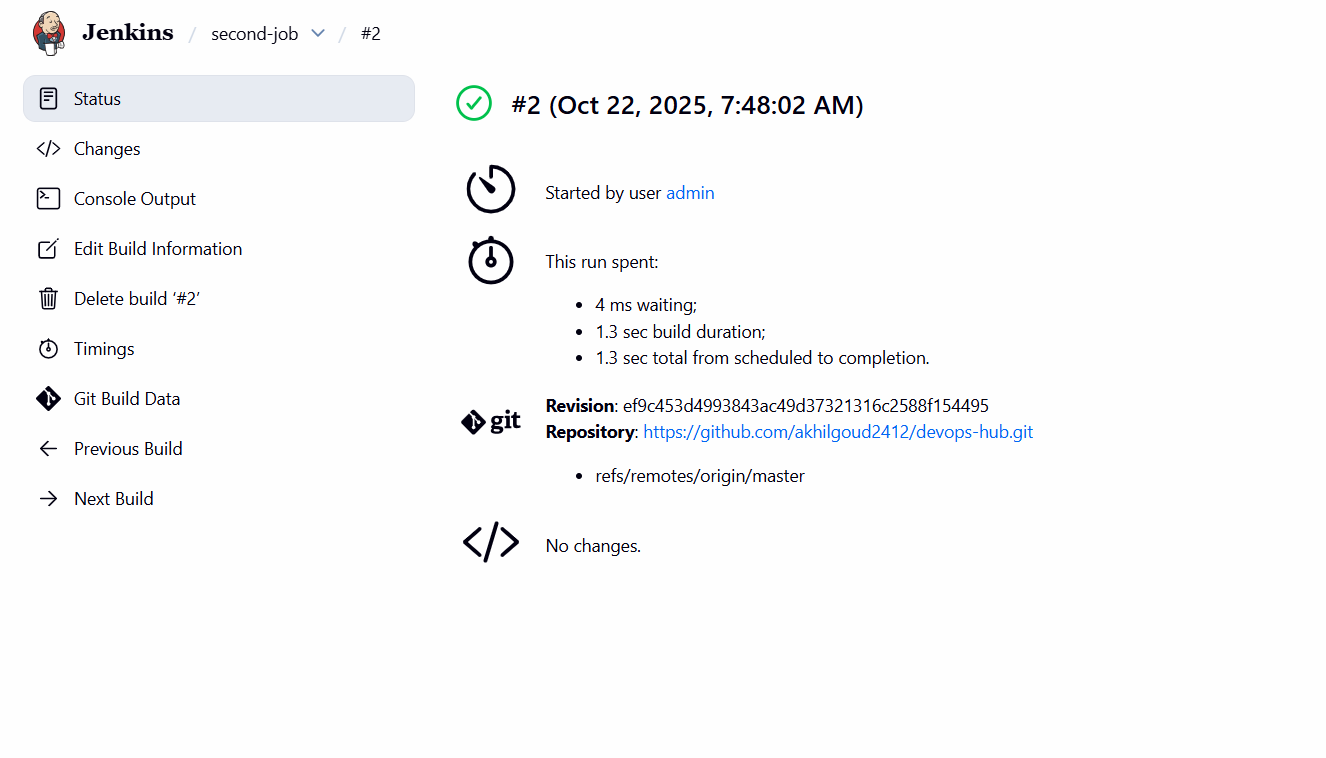 Jenkins / second-job / #2
Status
Changes
Console Output
Edit Build Information
Delete build ‘#2’
Timings
Git Build Data
Previous Build
Next Build
#2 (Oct 22, 2025, 7:48:02 AM)
Started by user admin
This run spent:
• 4 ms waiting;
• 1.3 sec build duration;
• 1.3 sec total from scheduled to completion.
git
Revision: ef9c453d4993843ac49d37321316c2588f154495
Repository: https://github.com/akhilgoud2412/devops-hub.git
• refs/remotes/origin/master
No changes.